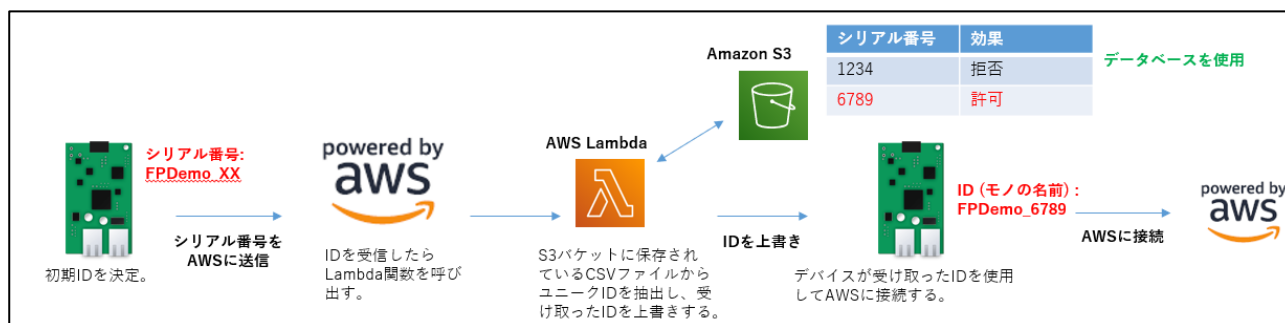 シリアル番号 効果
1234 拒否
6789 許可
データベースを使用
Amazon S3
AWS Lambda
シリアル番号:
FPDemo_XX
powered by
aws
シリアル番号を
AWSに送信
初期IDを決定。
IDを受信したら
Lambda関数を呼び
出す。
S3バケットに保存され
ているCSVファイルから
ユニークIDを抽出し、受
け取ったIDを上書きする。
IDを上書き
ID (モノの名前) :
FPDemo_6789
デバイスが受け取ったIDを使用
してAWSに接続する。
AWSに接続
powered by
aws